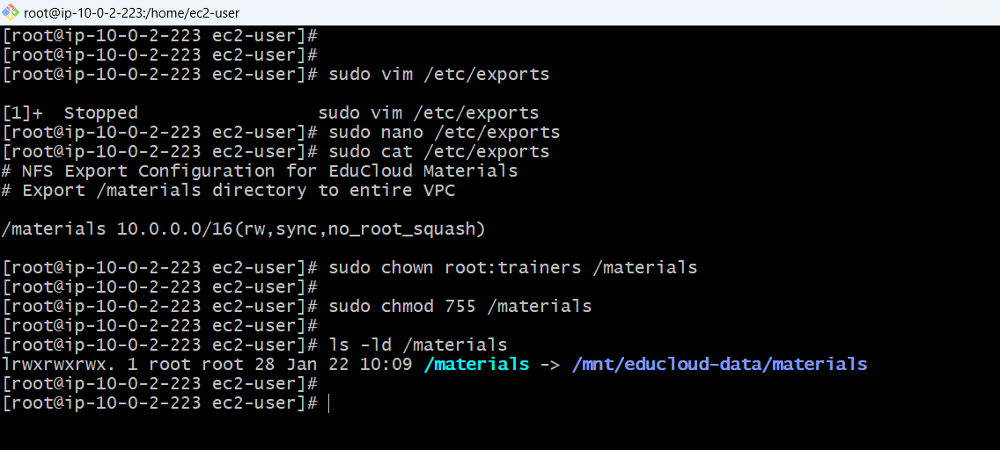 root@ip-10-0-2-223:/home/ec2-user
[root@ip-10-0-2-223 ec2-user]#
[root@ip-10-0-2-223 ec2-user]#
[root@ip-10-0-2-223 ec2-user]# sudo vim /etc/exports
[1]+  Stopped                 sudo vim /etc/exports
[root@ip-10-0-2-223 ec2-user]# sudo nano /etc/exports
[root@ip-10-0-2-223 ec2-user]# sudo cat /etc/exports
# NFS Export Configuration for EduCloud Materials
# Export /materials directory to entire VPC
/materials 10.0.0.0/16(rw,sync,no_root_squash)
[root@ip-10-0-2-223 ec2-user]# sudo chown root:trainers /materials
[root@ip-10-0-2-223 ec2-user]#
[root@ip-10-0-2-223 ec2-user]# sudo chmod 755 /materials
[root@ip-10-0-2-223 ec2-user]#
[root@ip-10-0-2-223 ec2-user]# ls -ld /materials
lrwxrwxrwx. 1 root root 28 Jan 22 10:09 /materials -> /mnt/educloud-data/materials
[root@ip-10-0-2-223 ec2-user]#
[root@ip-10-0-2-223 ec2-user]#